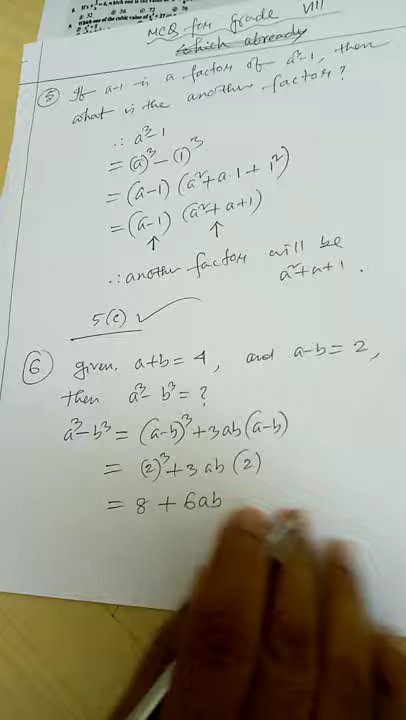 MCQ for grade VII
which already
⑤ If a-1 is a factor of a³-1, then
what is the another factor?
∴ a³-1
= (a)³ - (1)³
= (a-1) (a²+a·1+1²)
= (a-1) (a²+a+1)
↑ ↑
∴ another factor will be
a²+a+1.
5(c) ✓
⑥ given, a+b = 4, and a-b = 2,
then a³-b³ = ?
a³-b³ = (a-b)³+3ab(a-b)
= (2)³+3ab(2)
= 8 + 6ab